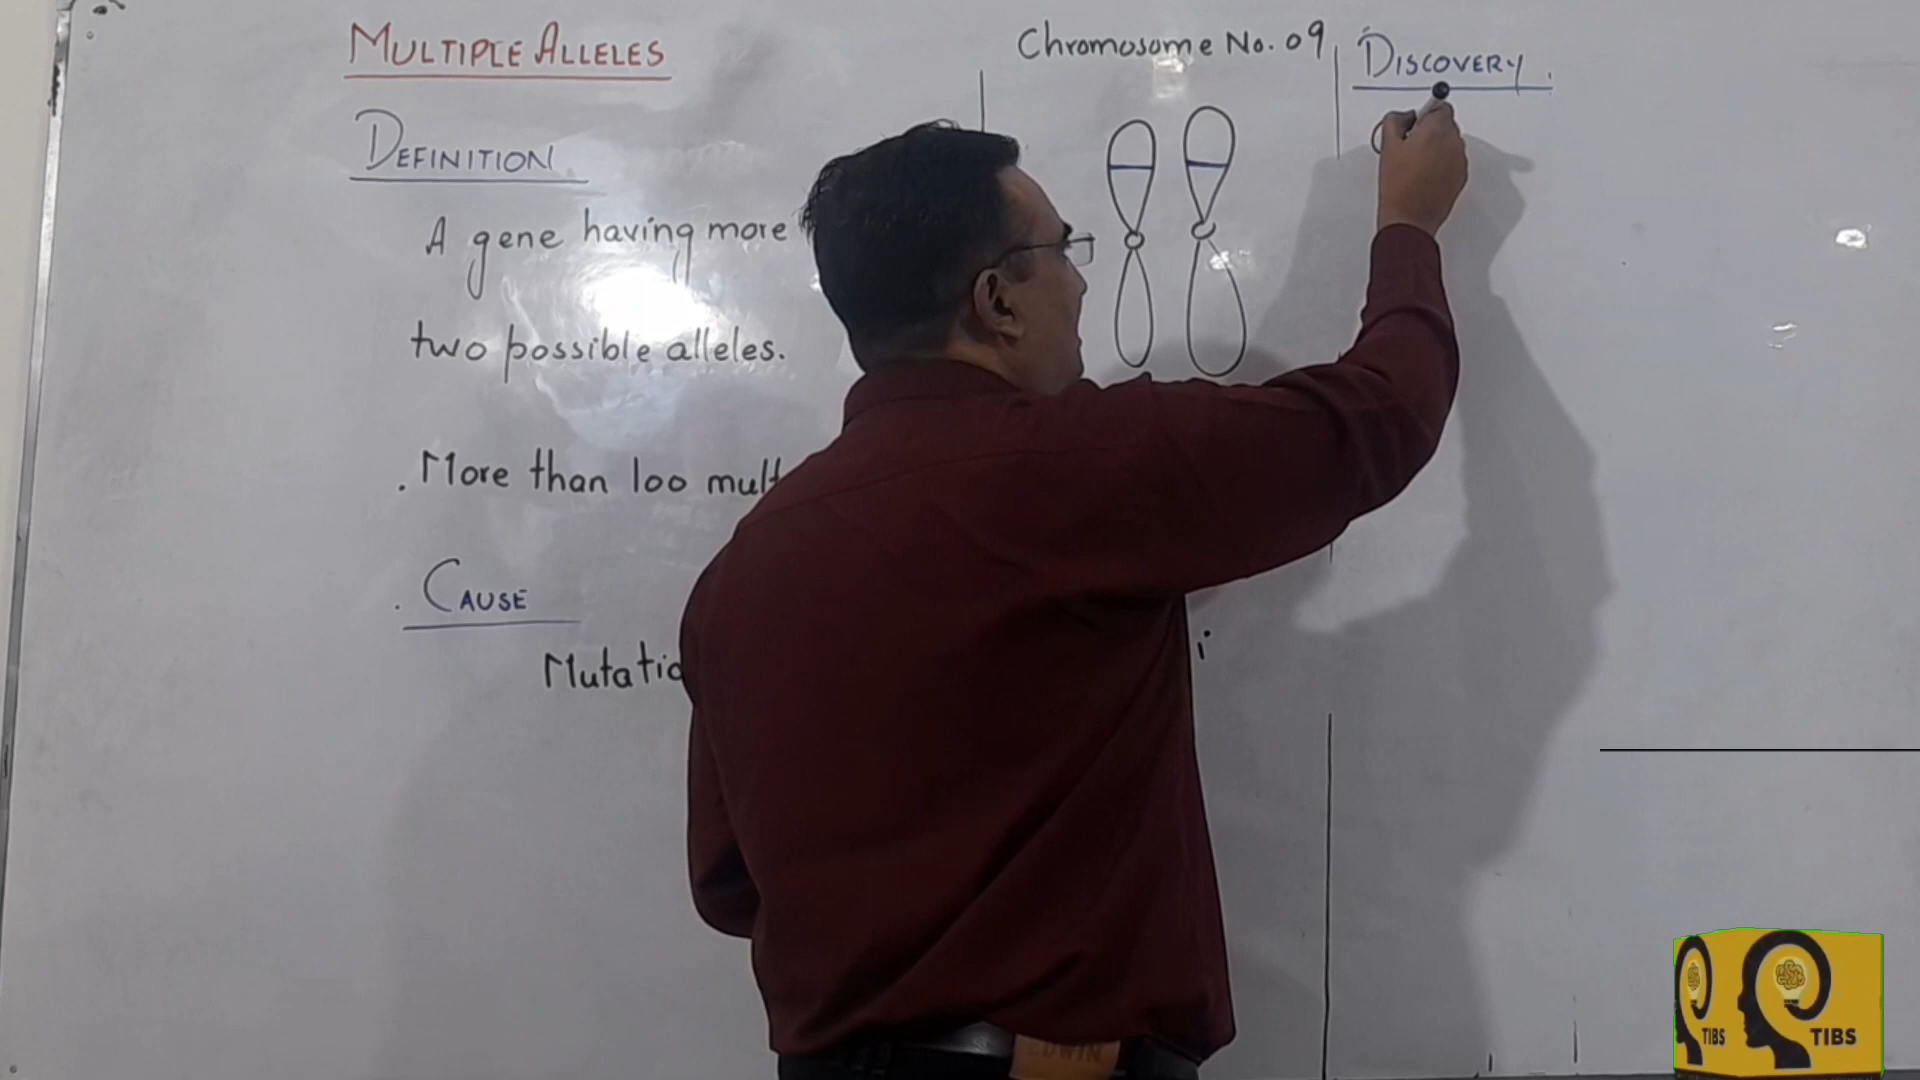 MULTIPLE ALLELES
DEFINITION
A gene having more
two possible alleles.
. More than 100 mult
. CAUSE
Mutatio
i
Chromosome No. 09
DISCOVERY.
EDWIN
TIBS
TIBS